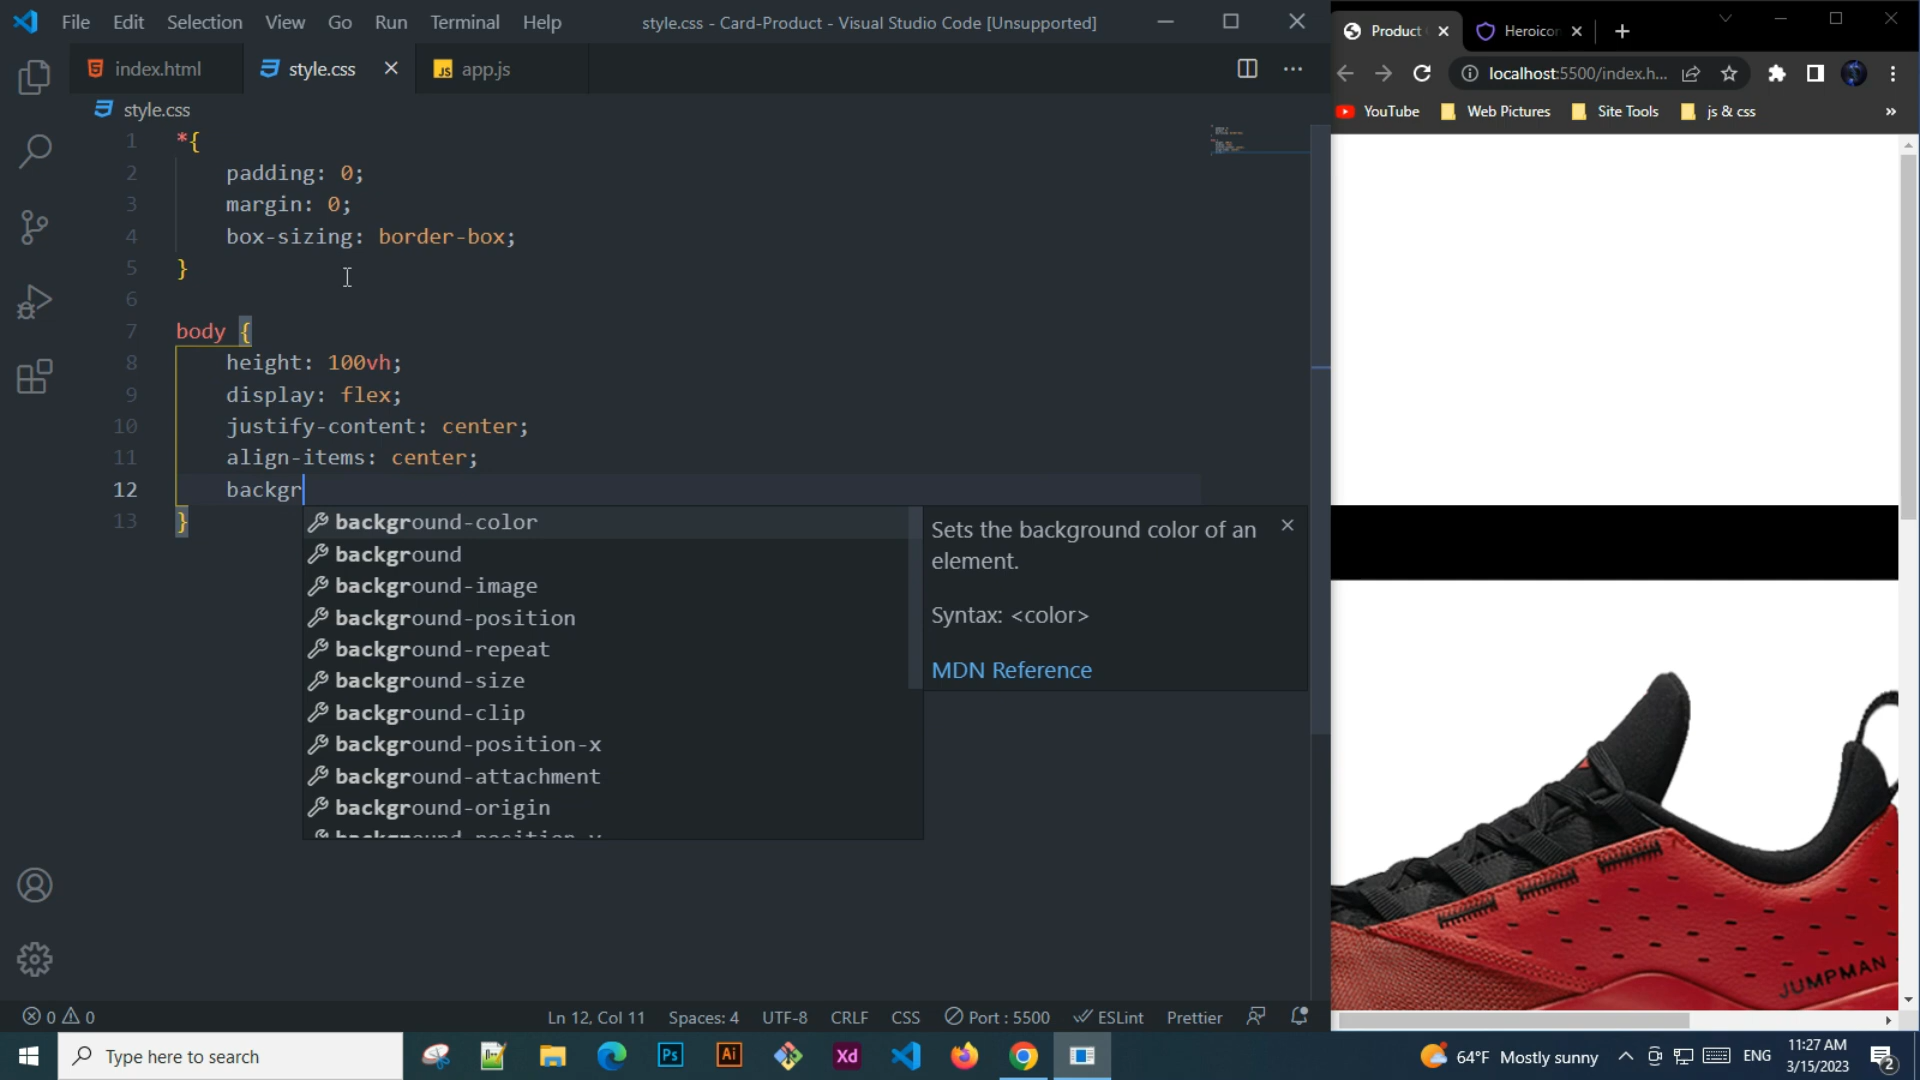 File Edit Selection View Go Run Terminal Help
style.css - Card-Product - Visual Studio Code [Unsupported]
index.html
style.css
JS app.js
style.css
1 *{
2 padding: 0;
3 margin: 0;
4 box-sizing: border-box;
5 }
6
7 body {
8 height: 100vh;
9 display: flex;
10 justify-content: center;
11 align-items: center;
12 backgr
13 }
background-color
background
background-image
background-position
background-repeat
background-size
background-clip
background-position-x
background-attachment
background-origin
Sets the background color of an
element.
Syntax: <color>
MDN Reference
0 0
Ln 12, Col 11 Spaces: 4 UTF-8 CRLF CSS Port : 5500 ESLint Prettier
Product
Heroicon
localhost:5500/index.h...
YouTube Web Pictures Site Tools js & css »
JUMPMAN
Type here to search
Ps
Ai
Xd
64°F Mostly sunny
ENG
11:27 AM
3/15/2023
2